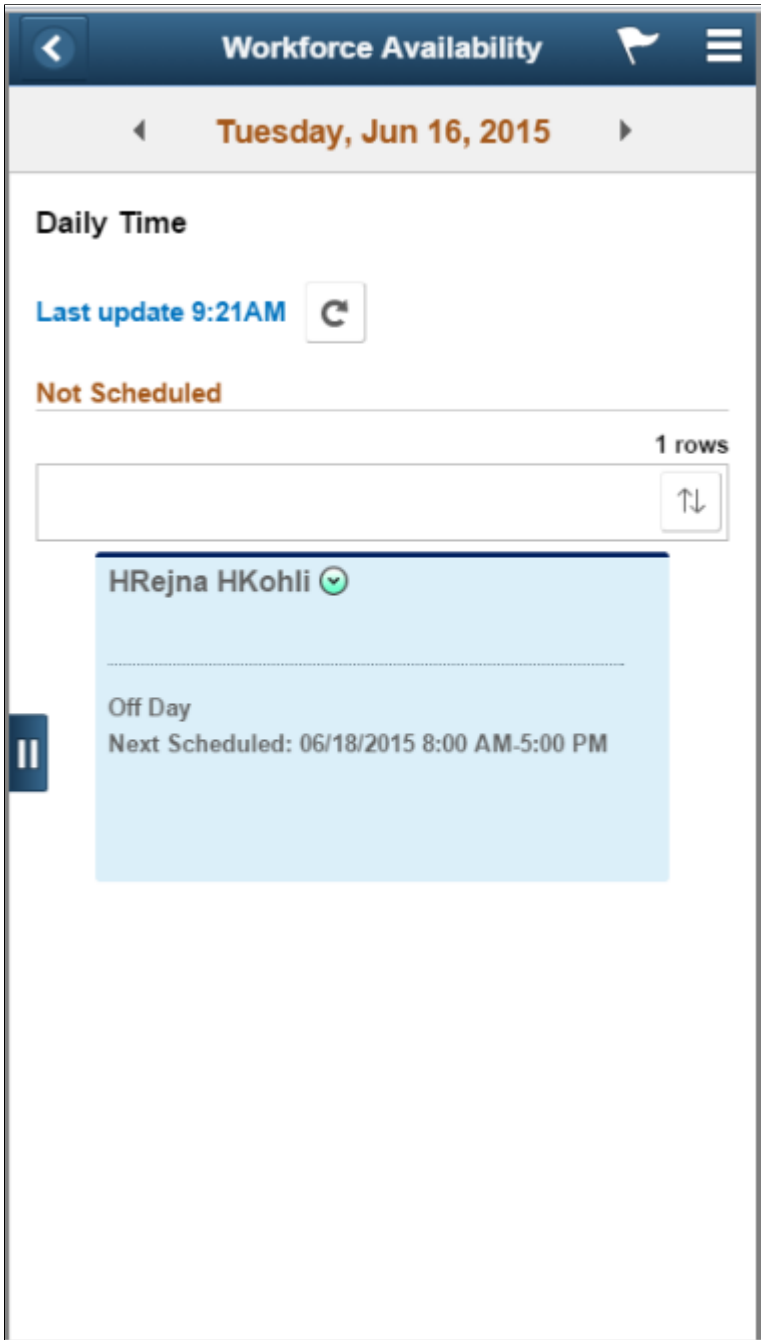 Workforce Availability
Tuesday, Jun 16, 2015
Daily Time
Last update 9:21AM
Not Scheduled
1 rows
HRejna HKohli
Off Day
Next Scheduled: 06/18/2015 8:00 AM-5:00 PM